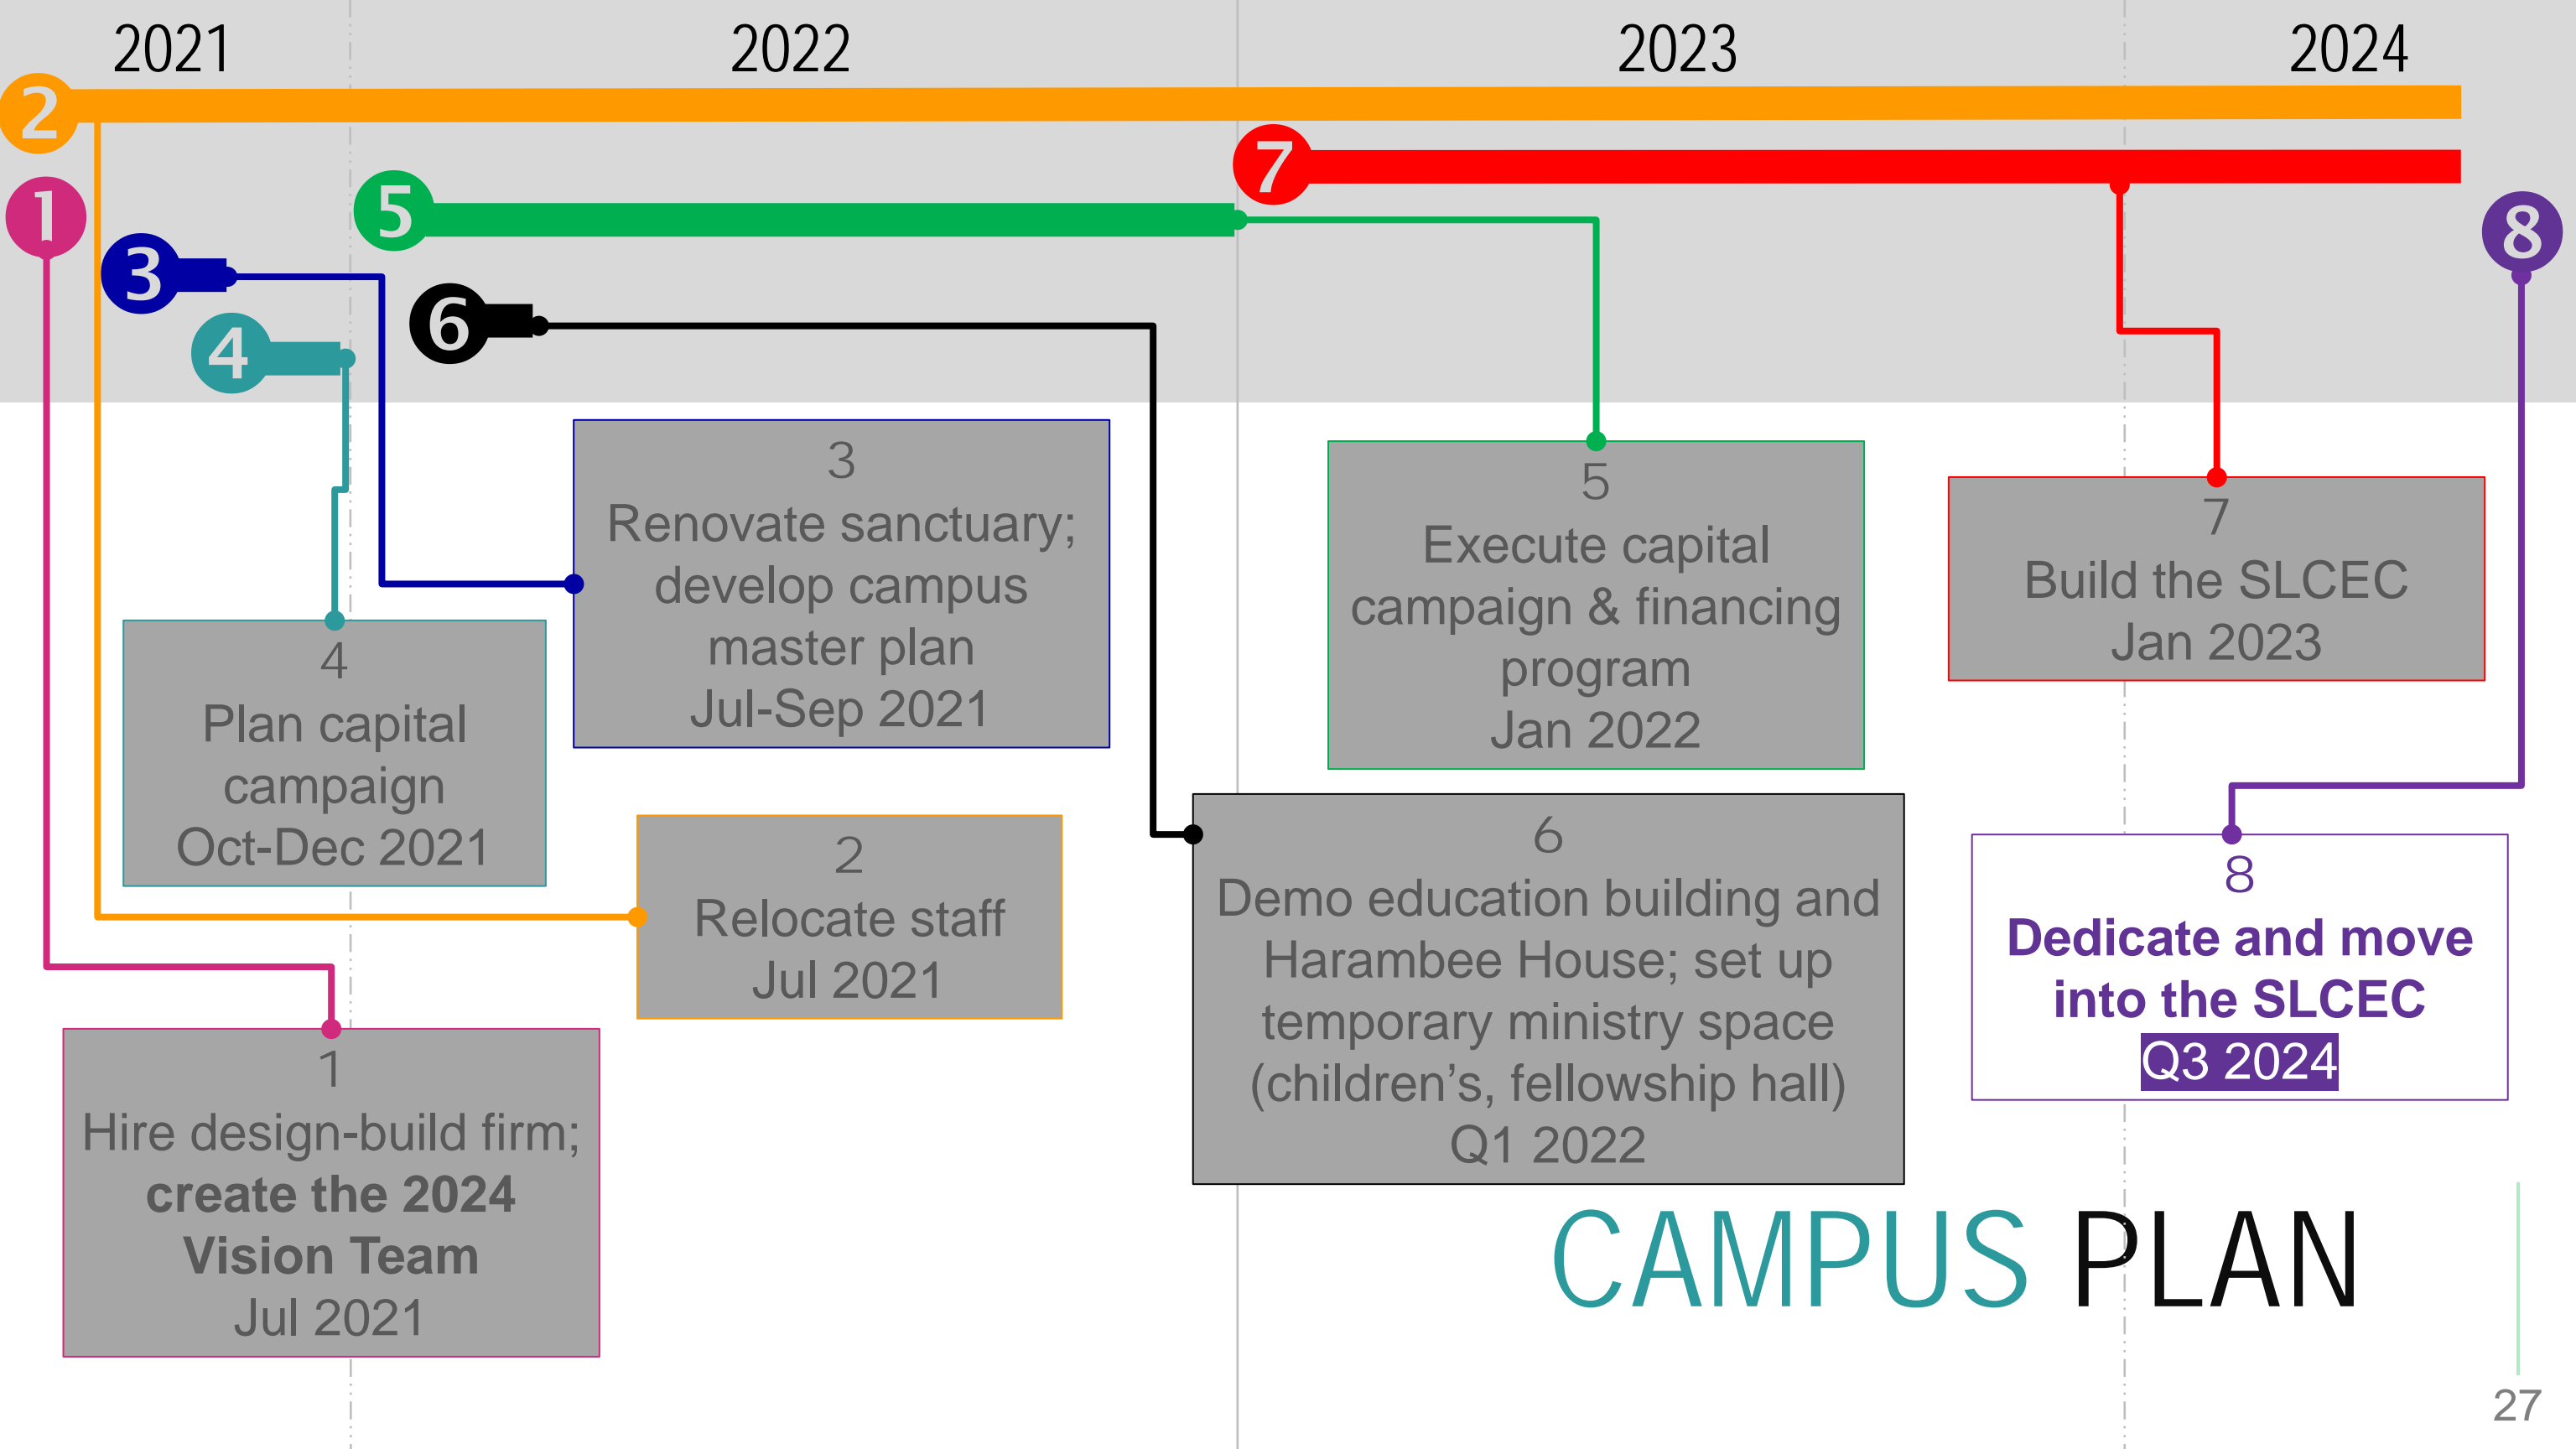 2021
2022
2023
2024
2
7
1
5
8
3
6
4
3
Renovate sanctuary;
develop campus
master plan
Jul-Sep 2021
5
Execute capital
campaign & financing
program
Jan 2022
7
Build the SLCEC
Jan 2023
4
Plan capital
campaign
Oct-Dec 2021
2
Relocate staff
Jul 2021
6
Demo education building and
Harambee House; set up
temporary ministry space
(children’s, fellowship hall)
Q1 2022
8
Dedicate and move
into the SLCEC
Q3 2024
1
Hire design-build firm;
create the 2024
Vision Team
Jul 2021
CAMPUS PLAN
27